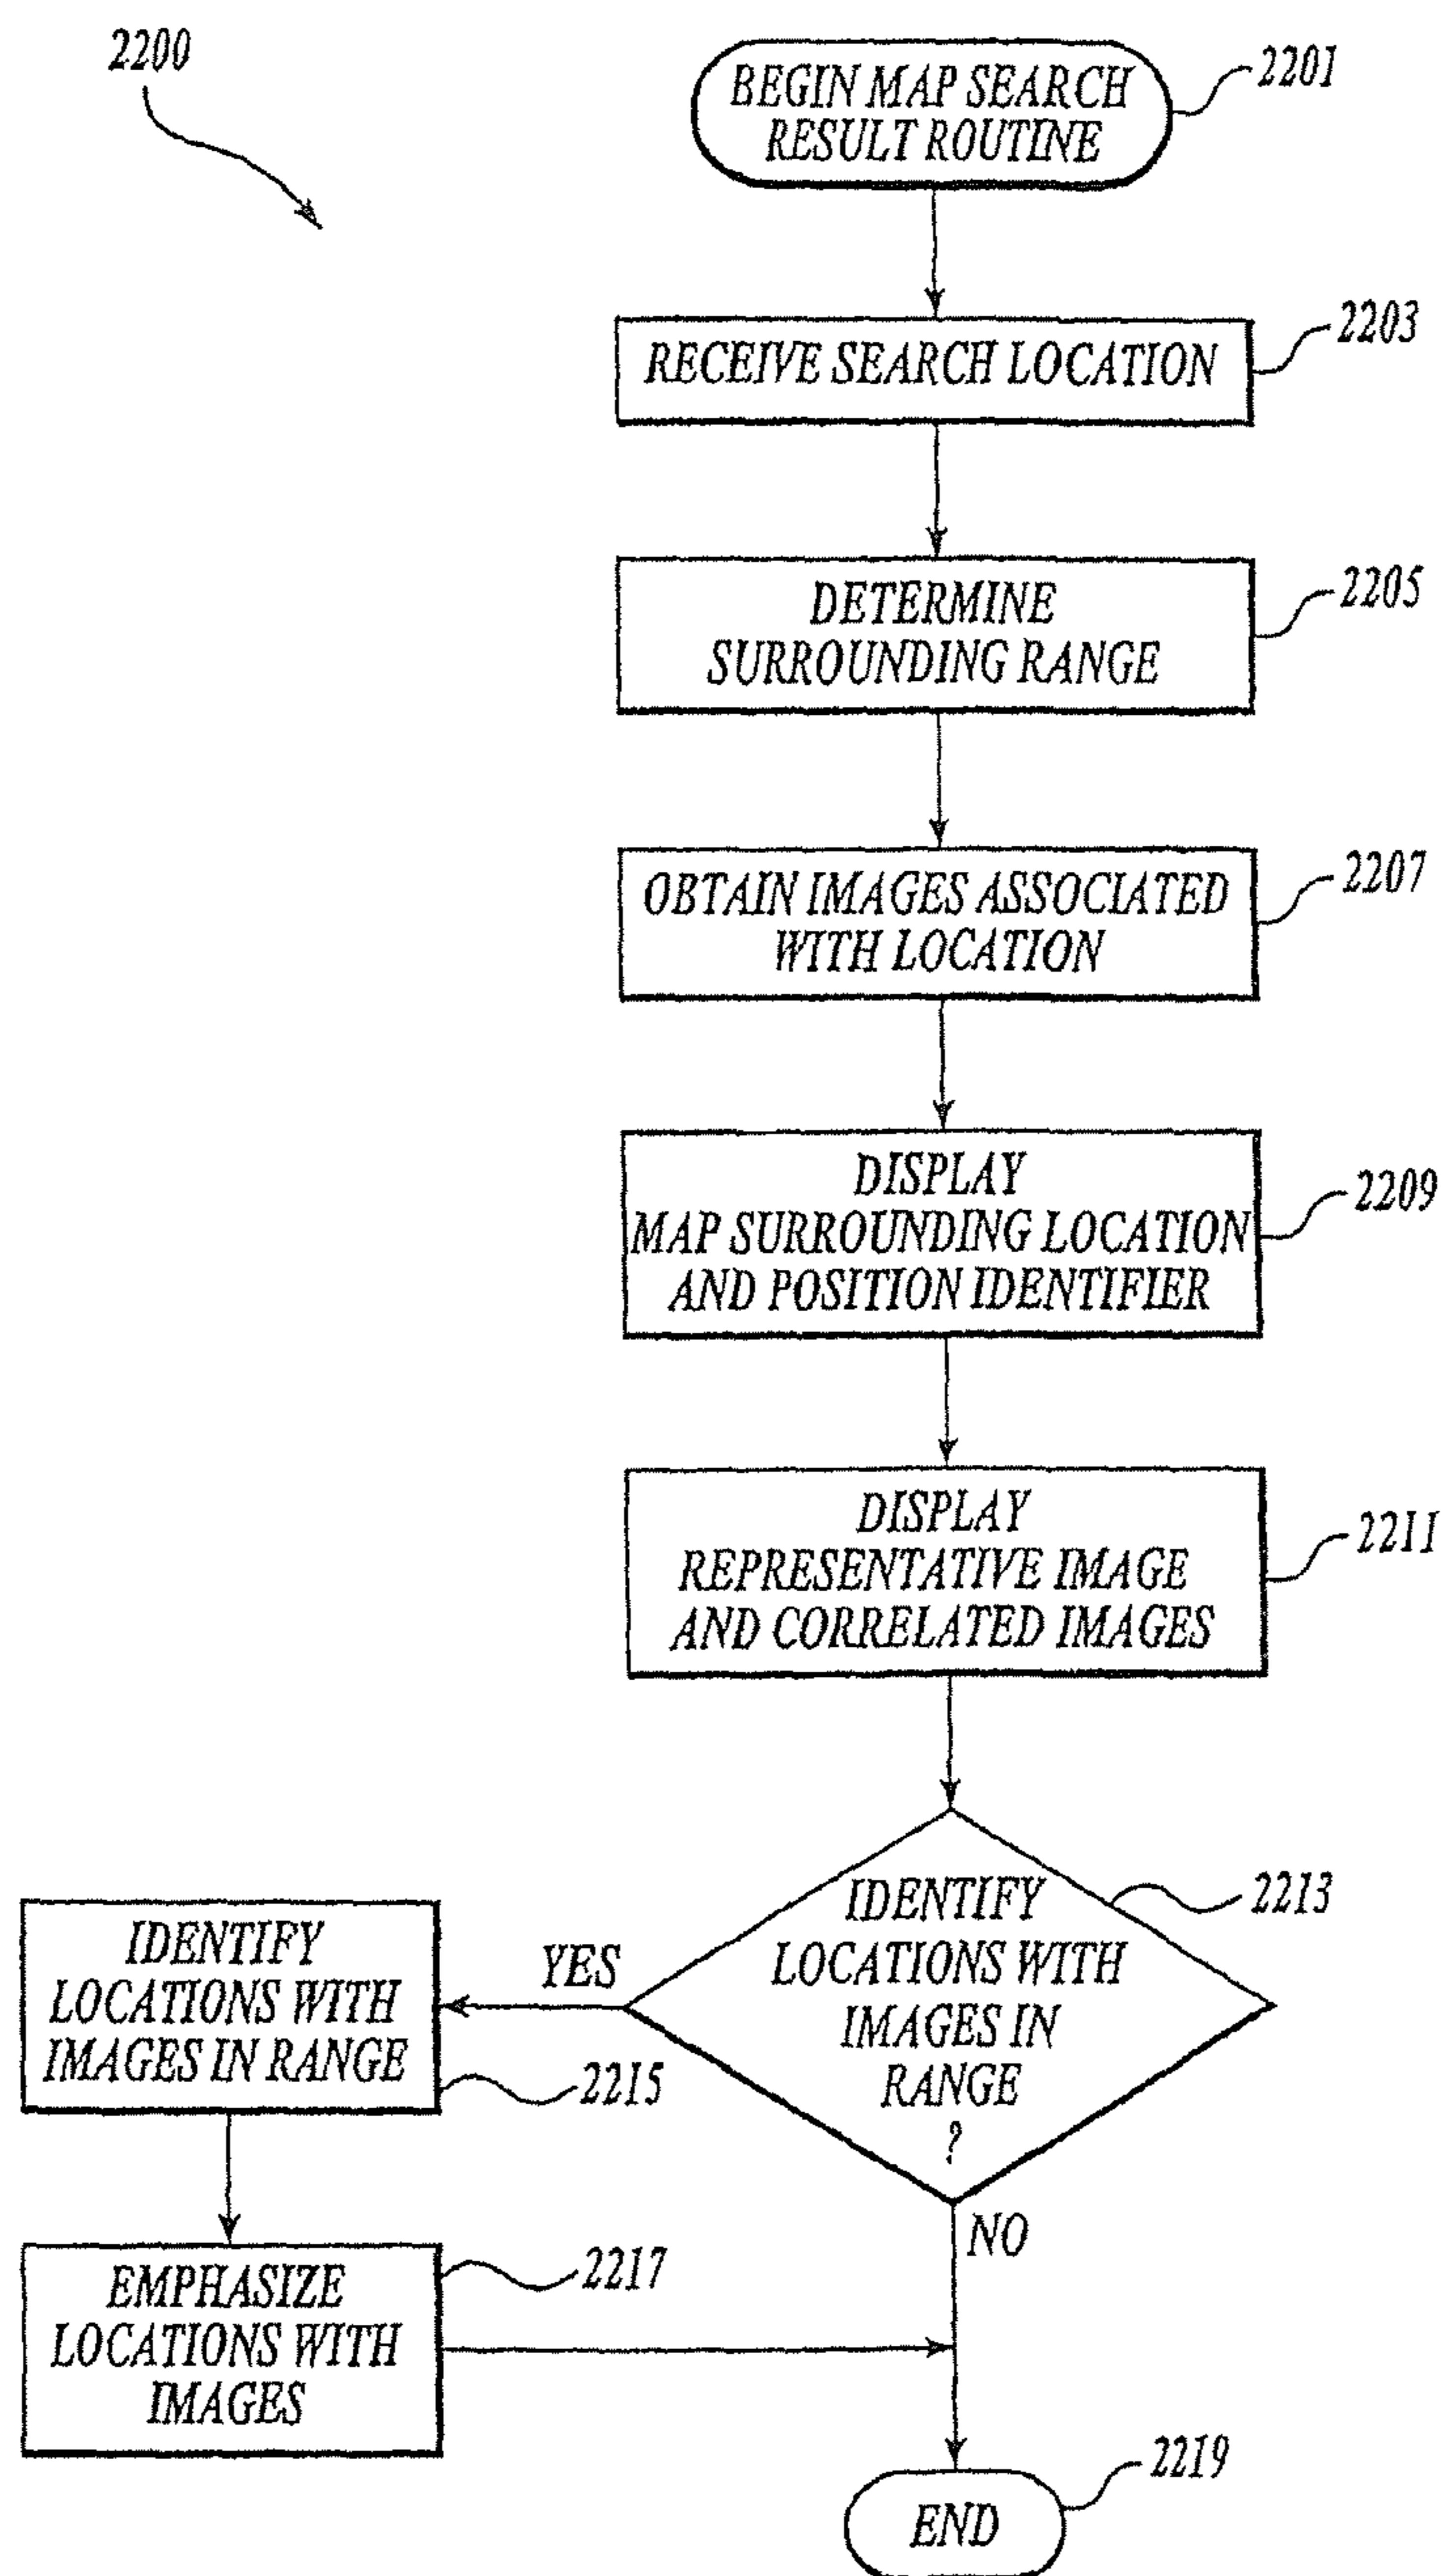 2200
BEGIN MAP SEARCH
RESULT ROUTINE
2201
RECEIVE SEARCH LOCATION
2203
DETERMINE
SURROUNDING RANGE
2205
OBTAIN IMAGES ASSOCIATED
WITH LOCATION
2207
DISPLAY
MAP SURROUNDING LOCATION
AND POSITION IDENTIFIER
2209
DISPLAY
REPRESENTATIVE IMAGE
AND CORRELATED IMAGES
2211
IDENTIFY
LOCATIONS WITH
IMAGES IN
RANGE
?
2213
YES
IDENTIFY
LOCATIONS WITH
IMAGES IN RANGE
2215
NO
EMPHASIZE
LOCATIONS WITH
IMAGES
2217
END
2219